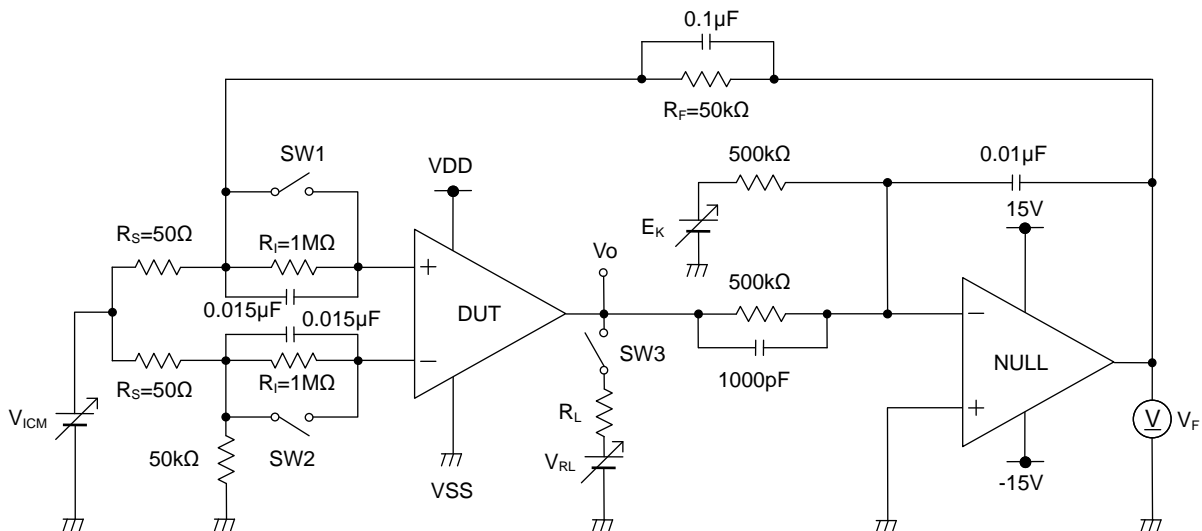 0.1µF
R_F=50kΩ
SW1
VDD
500kΩ
0.01µF
15V
R_S=50Ω
R_I=1MΩ
E_K
Vo
0.015µF
0.015µF
DUT
500kΩ
SW3
NULL
R_S=50Ω
R_I=1MΩ
1000pF
V_ICM
R_L
V
V_F
50kΩ
SW2
V_RL
VSS
-15V